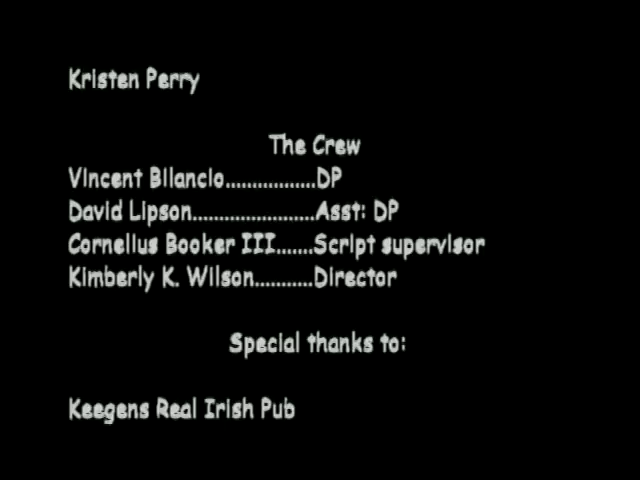 Kristen Perry
The Crew
Vincent Bilancio.................DP
David Lipson.......................Asst: DP
Cornelius Booker III.......Script supervisor
Kimberly K. Wilson...........Director
Special thanks to:
Keegens Real Irish Pub